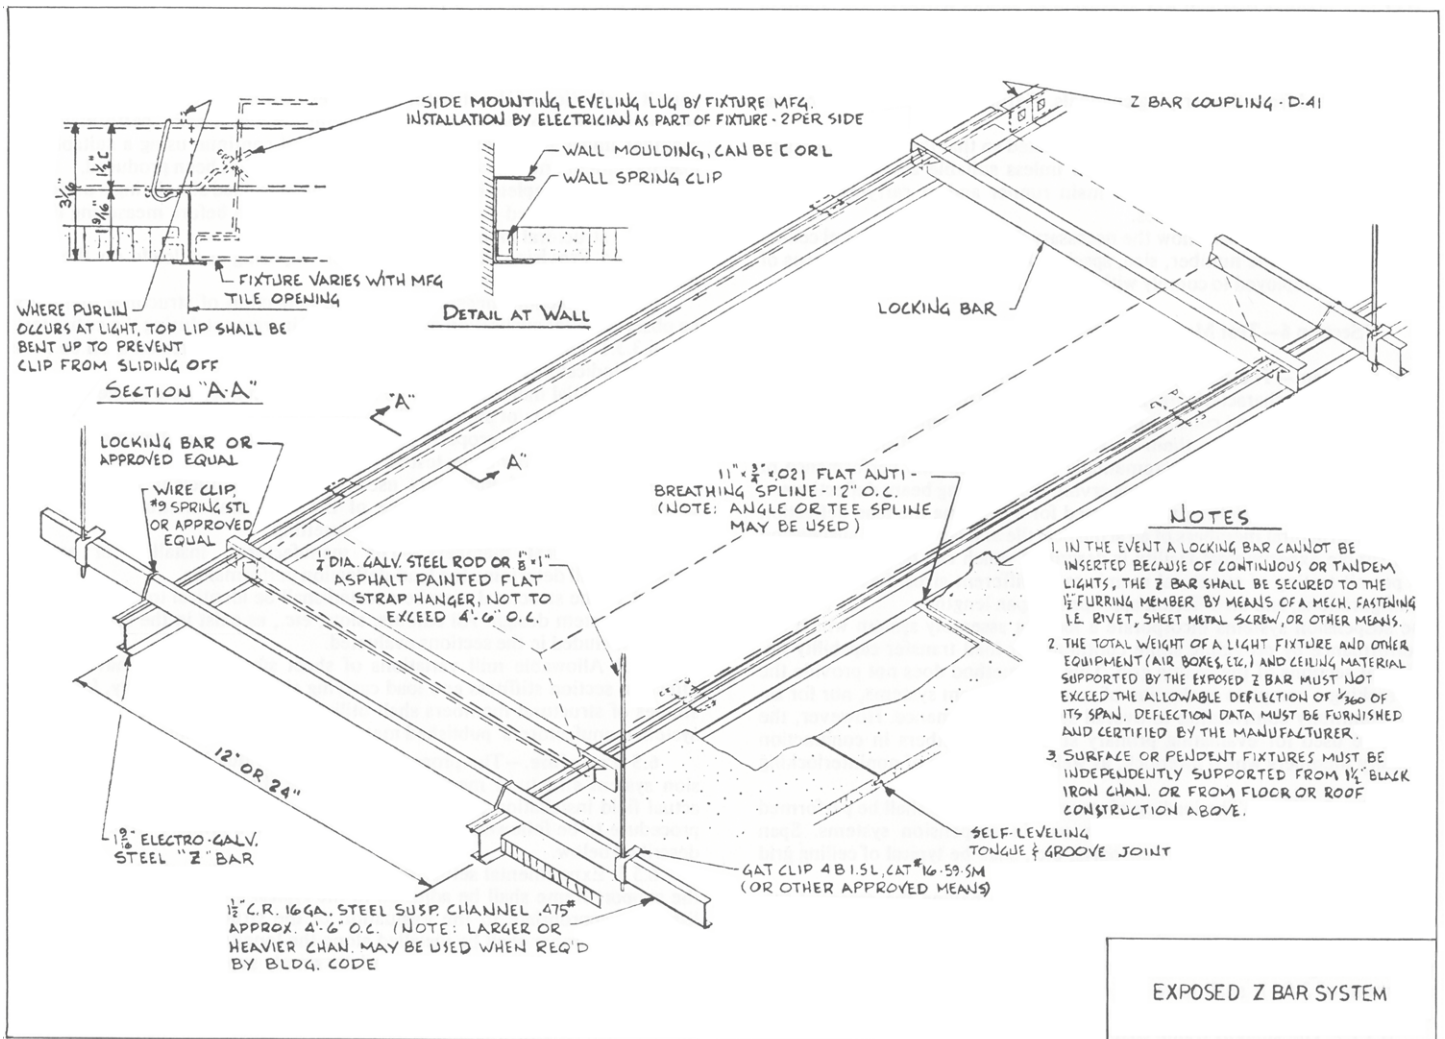 SIDE MOUNTING LEVELING LUG BY FIXTURE MFG.
INSTALLATION BY ELECTRICIAN AS PART OF FIXTURE - 2 PER SIDE
3 1/16"
1 1/2" C
1 9/16"
FIXTURE VARIES WITH MFG
TILE OPENING
WHERE PURLIN
OCCURS AT LIGHT, TOP LIP SHALL BE
BENT UP TO PREVENT
CLIP FROM SLIDING OFF
SECTION "A-A"
WALL MOULDING, CAN BE C OR L
WALL SPRING CLIP
DETAIL AT WALL
Z BAR COUPLING - D-41
LOCKING BAR
"A"
A"
LOCKING BAR OR
APPROVED EQUAL
WIRE CLIP,
#9 SPRING STL
OR APPROVED
EQUAL
1/4" DIA. GALV. STEEL ROD OR 1/8" x 1"
ASPHALT PAINTED FLAT
STRAP HANGER, NOT TO
EXCEED 4'-6" O.C.
11" x 3/4" x .021 FLAT ANTI-
BREATHING SPLINE - 12" O.C.
(NOTE: ANGLE OR TEE SPLINE
MAY BE USED)
NOTES
1. IN THE EVENT A LOCKING BAR CANNOT BE
INSERTED BECAUSE OF CONTINUOUS OR TANDEM
LIGHTS, THE Z BAR SHALL BE SECURED TO THE
1 1/2" FURRING MEMBER BY MEANS OF A MECH. FASTENING
I.E. RIVET, SHEET METAL SCREW, OR OTHER MEANS.
2. THE TOTAL WEIGHT OF A LIGHT FIXTURE AND OTHER
EQUIPMENT (AIR BOXES, ETC.) AND CEILING MATERIAL
SUPPORTED BY THE EXPOSED Z BAR MUST NOT
EXCEED THE ALLOWABLE DEFLECTION OF 1/360 OF
ITS SPAN. DEFLECTION DATA MUST BE FURNISHED
AND CERTIFIED BY THE MANUFACTURER.
3. SURFACE OR PENDENT FIXTURES MUST BE
INDEPENDENTLY SUPPORTED FROM 1 1/2" BLACK
IRON CHAN. OR FROM FLOOR OR ROOF
CONSTRUCTION ABOVE.
12" OR 24"
1 9/16" ELECTRO-GALV.
STEEL "Z" BAR
SELF-LEVELING
TONGUE & GROOVE JOINT
GAT CLIP 4B1.SL, CAT #16-59-SM
(OR OTHER APPROVED MEANS)
1 1/2" C.R. 16 GA. STEEL SUSP. CHANNEL .475#
APPROX. 4'-6" O.C. (NOTE: LARGER OR
HEAVIER CHAN. MAY BE USED WHEN REQ'D
BY BLDG. CODE
EXPOSED Z BAR SYSTEM